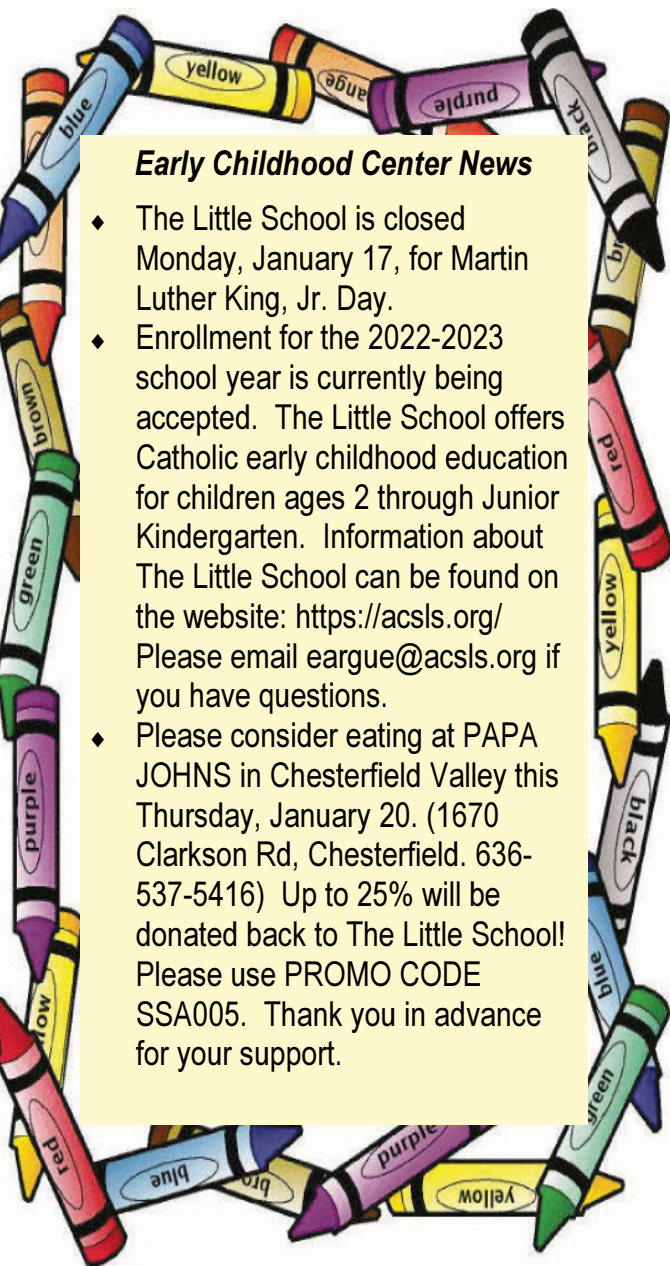 yellow
ange
purple
black
blue
Early Childhood Center News
♦ The Little School is closed
Monday, January 17, for Martin
Luther King, Jr. Day.
♦ Enrollment for the 2022-2023
school year is currently being
accepted. The Little School offers
Catholic early childhood education
for children ages 2 through Junior
Kindergarten. Information about
The Little School can be found on
the website: https://acsls.org/
Please email eargue@acsls.org if
you have questions.
♦ Please consider eating at PAPA
JOHNS in Chesterfield Valley this
Thursday, January 20. (1670
Clarkson Rd, Chesterfield. 636-
537-5416) Up to 25% will be
donated back to The Little School!
Please use PROMO CODE
SSA005. Thank you in advance
for your support.
br
brown
red
green
yellow
purple
black
blue
low
green
red
blue
bro
purple
yellow